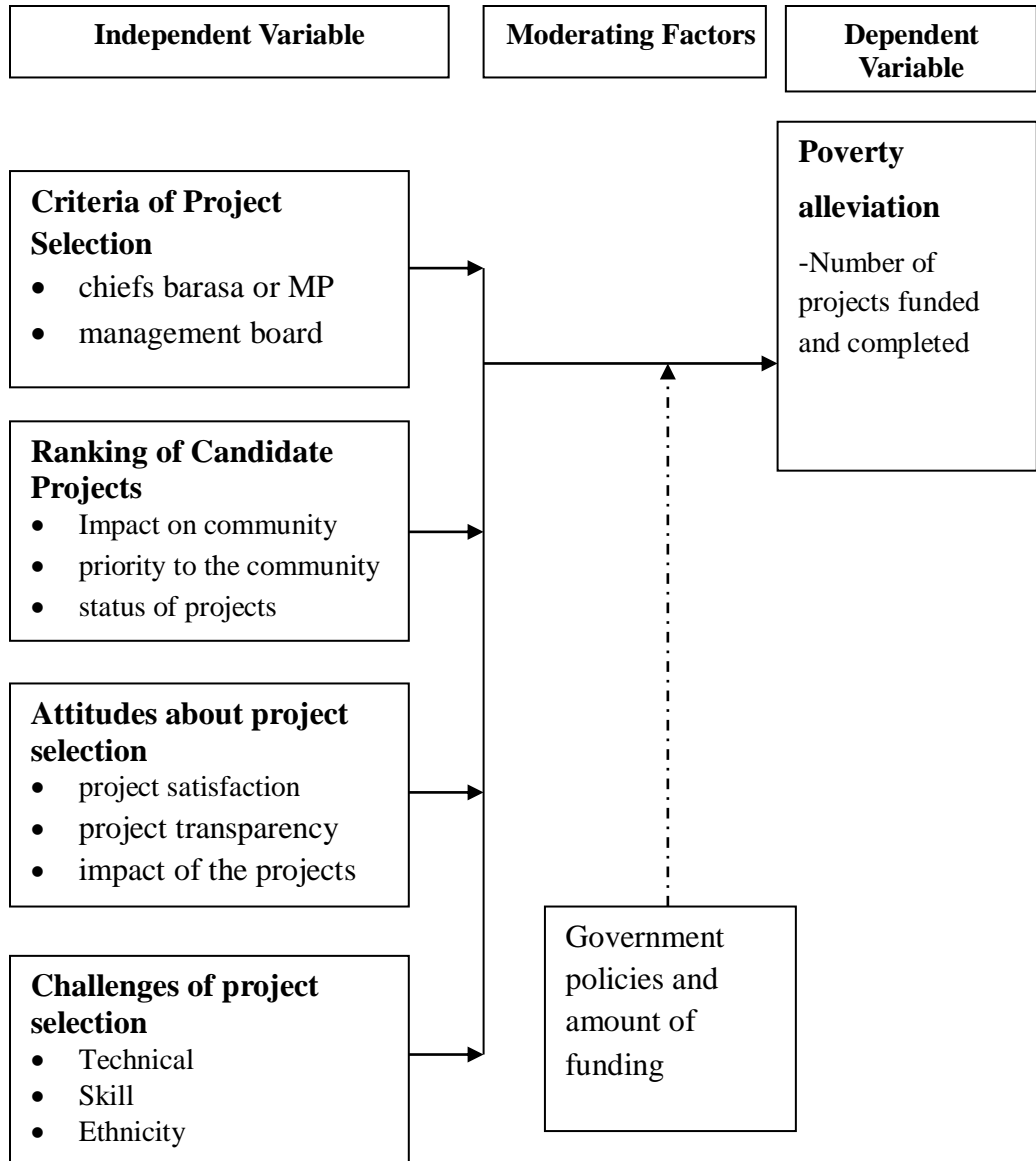 Independent Variable
Moderating Factors
Dependent
Variable
Criteria of Project
Selection
• chiefs barasa or MP
• management board
Ranking of Candidate
Projects
• Impact on community
• priority to the community
• status of projects
Attitudes about project
selection
• project satisfaction
• project transparency
• impact of the projects
Challenges of project
selection
• Technical
• Skill
• Ethnicity
Government
policies and
amount of
funding
Poverty
alleviation
-Number of
projects funded
and completed